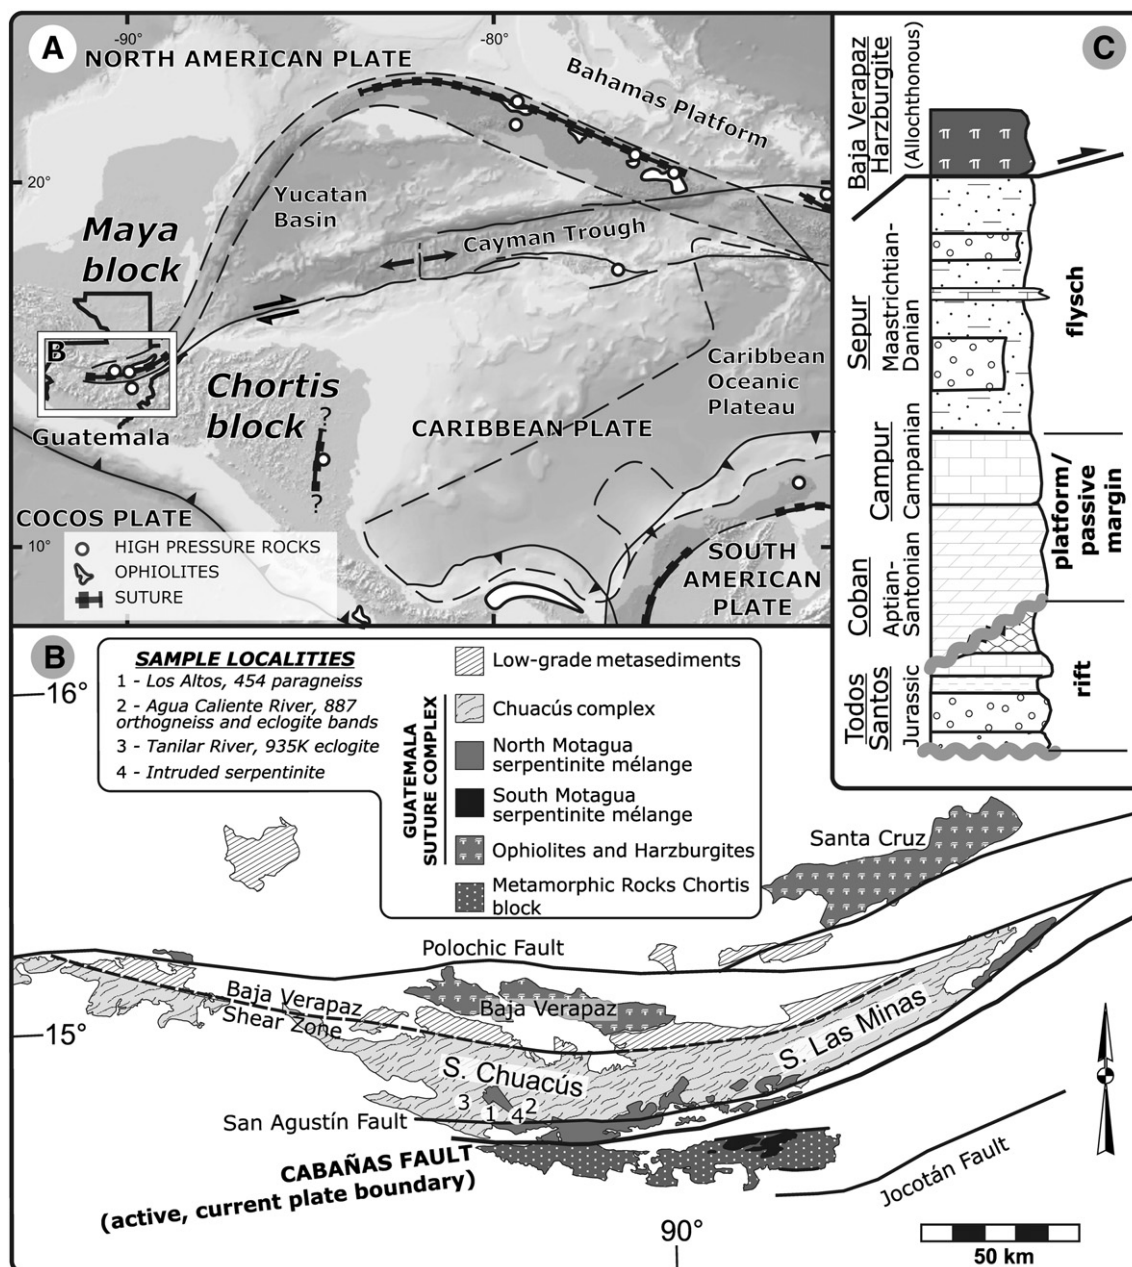 A
-90°
-80°
NORTH AMERICAN PLATE
Bahamas Platform
20°
Yucatan
Basin
Maya
block
Cayman Trough
B
Chortis
block
Guatemala
?
?
Caribbean
Oceanic
Plateau
CARIBBEAN PLATE
COCOS PLATE
10°
SOUTH
AMERICAN
PLATE
HIGH PRESSURE ROCKS
OPHIOLITES
SUTURE
C
Baja Verapaz
Harzburgite
(Allochthonous)
Sepur
Maastrichtian-
Danian
flysch
Campur
Campanian
platform/
passive
margin
Coban
Aptian-
Santonian
Todos
Santos
Jurassic
rift
B
16°
SAMPLE LOCALITIES
1 - Los Altos, 454 paragneiss
2 - Agua Caliente River, 887
orthogneiss and eclogite bands
3 - Tanilar River, 935K eclogite
4 - Intruded serpentinite
GUATEMALA
SUTURE COMPLEX
Low-grade metasediments
Chuacús complex
North Motagua
serpentinite mélange
South Motagua
serpentinite mélange
Ophiolites and Harzburgites
Metamorphic Rocks Chortis
block
Santa Cruz
Polochic Fault
Baja Verapaz
Shear Zone
Baja Verapaz
15°
S. Chuacús
S. Las Minas
3
1
4
2
San Agustín Fault
CABAÑAS FAULT
(active, current plate boundary)
Jocotán Fault
90°
50 km